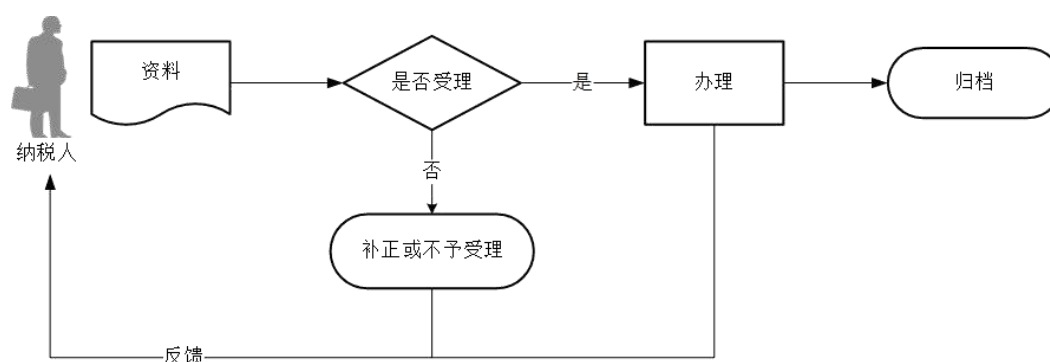 资料
是否受理
是
办理
归档
纳税人
否
补正或不予受理
反馈